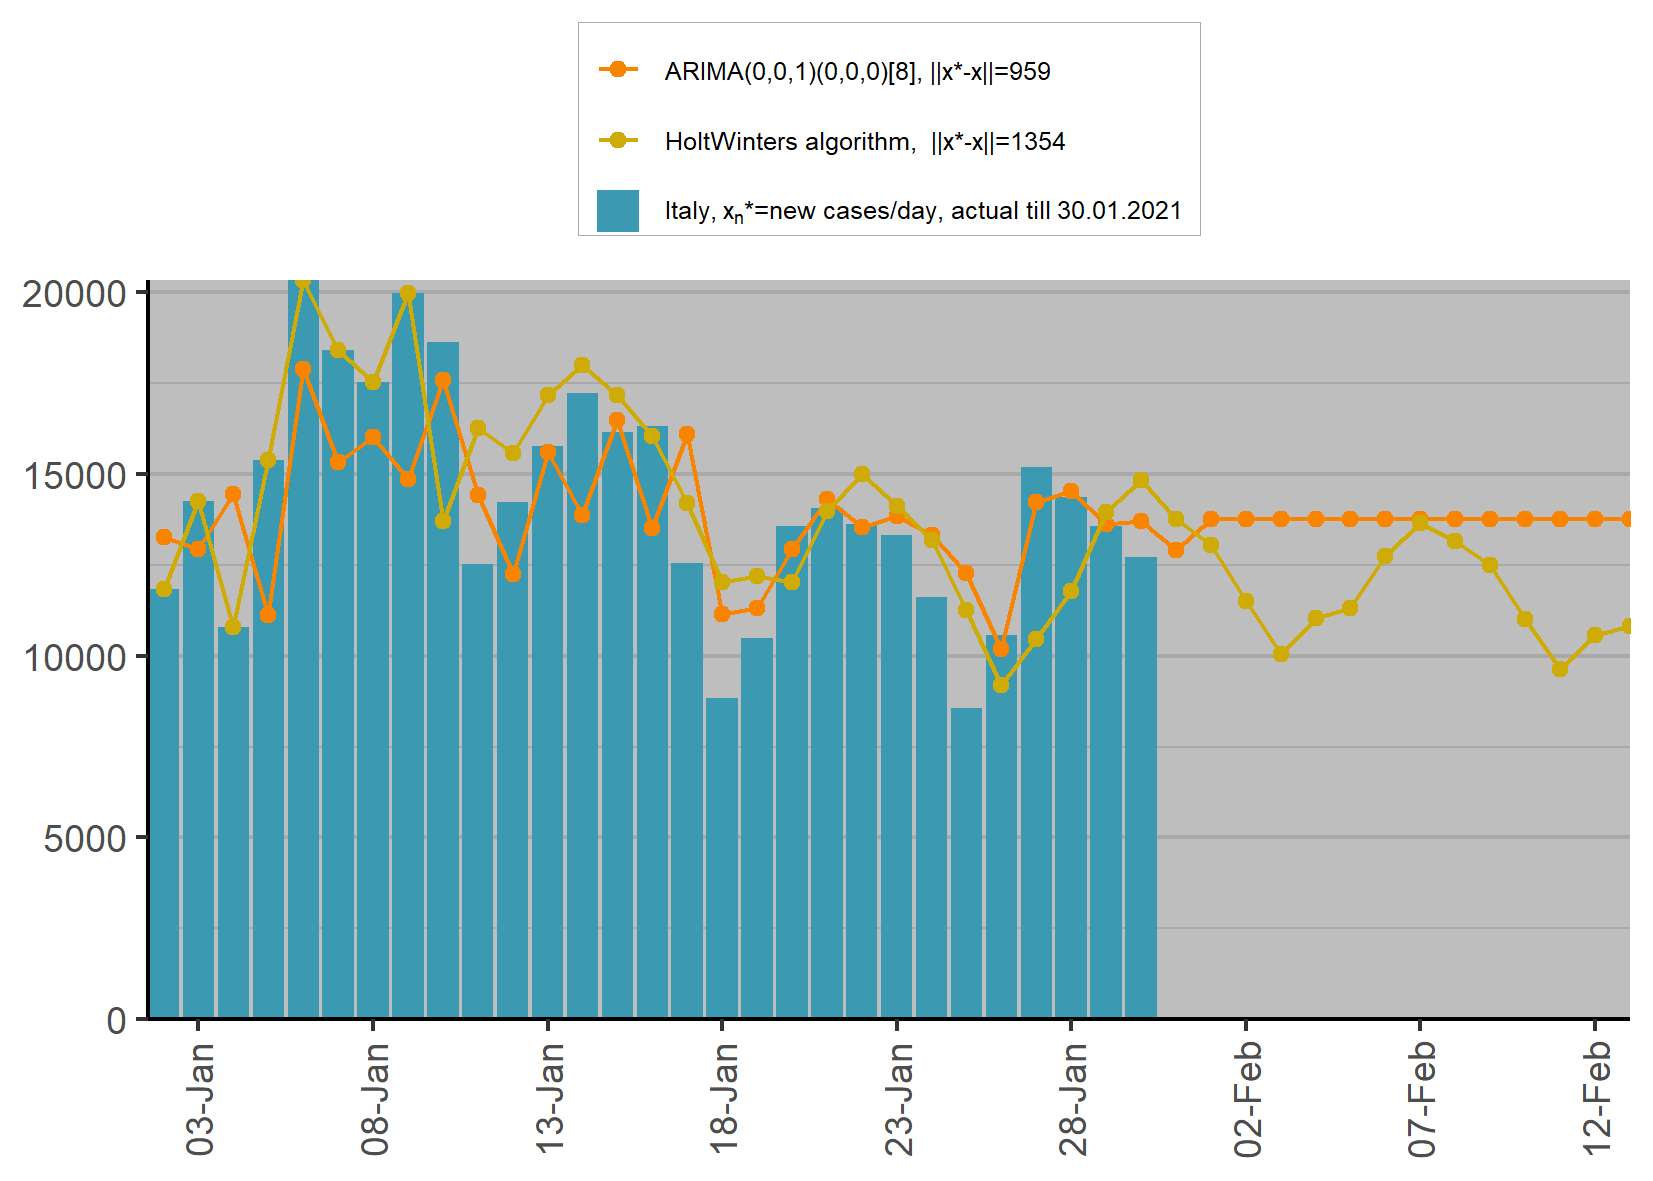 ARIMA(0,0,1)(0,0,0)[8], ||x*-x||=959
HoltWinters algorithm,  ||x*-x||=1354
Italy, xn*=new cases/day, actual till 30.01.2021
20000
15000
10000
5000
0
03-Jan
08-Jan
13-Jan
18-Jan
23-Jan
28-Jan
02-Feb
07-Feb
12-Feb